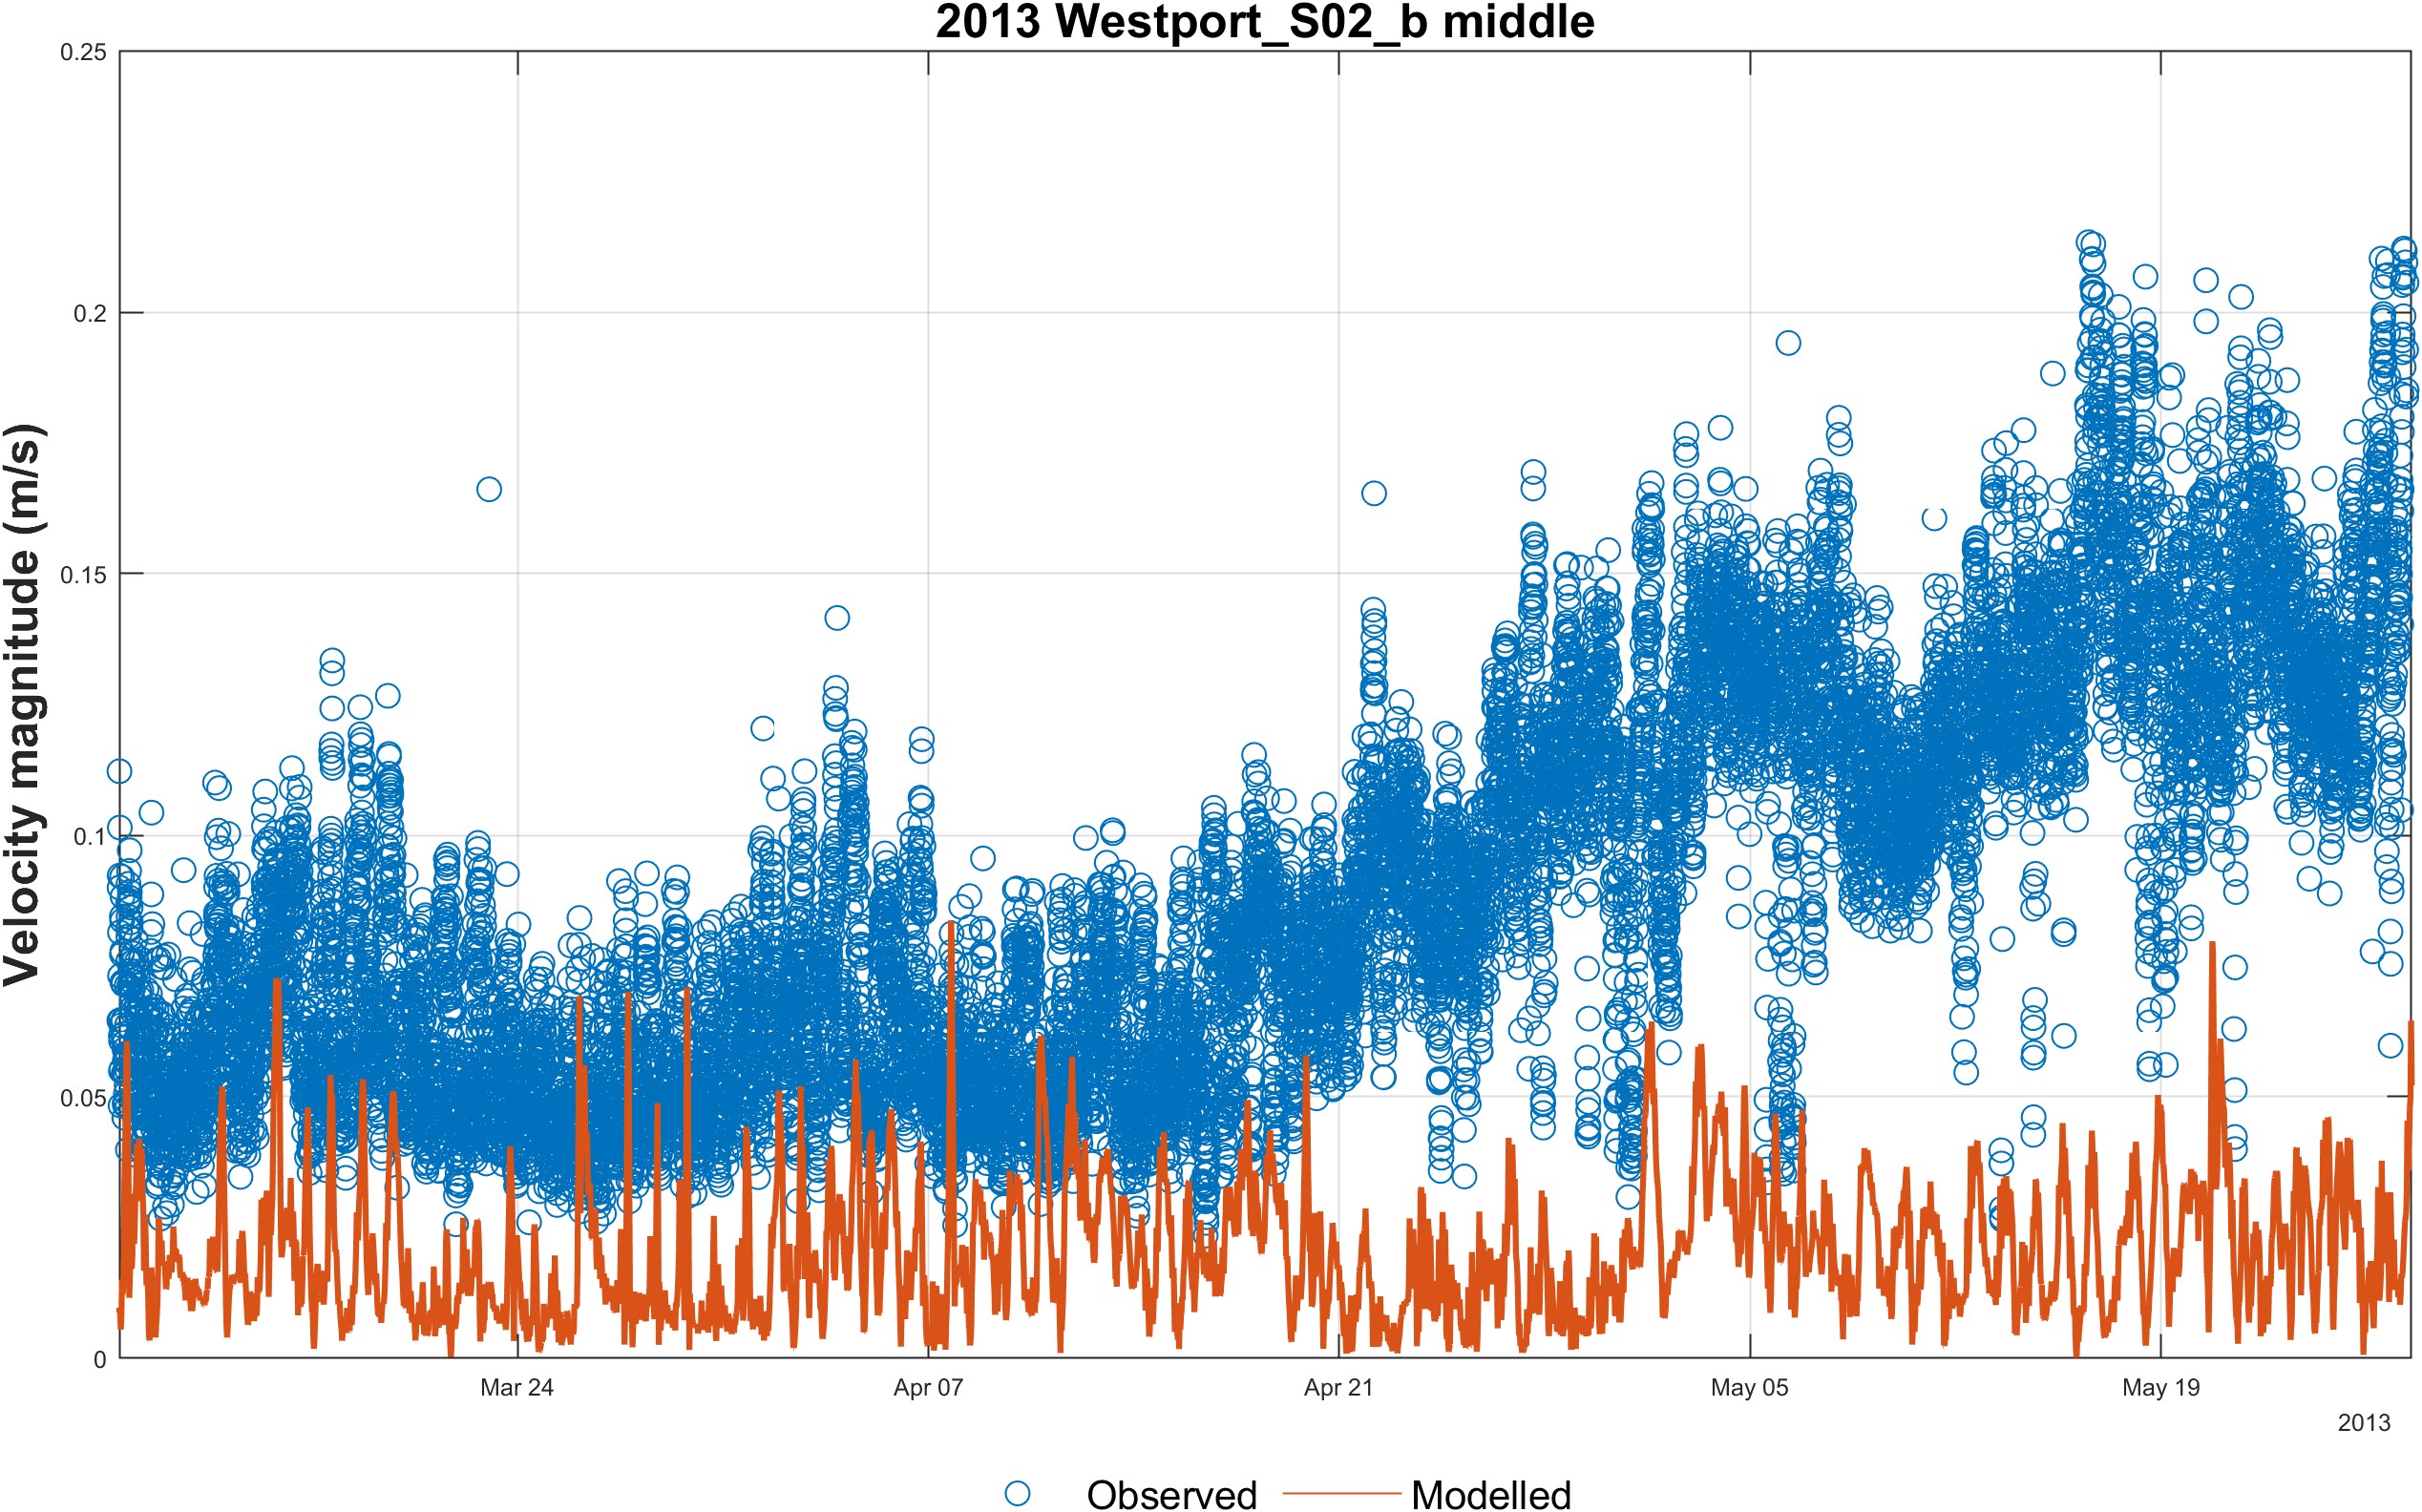 2013 Westport_S02_b middle
Velocity magnitude (m/s)
0.25
0.2
0.15
0.1
0.05
0
Mar 24
Apr 07
Apr 21
May 05
May 19
2013
Observed
Modelled